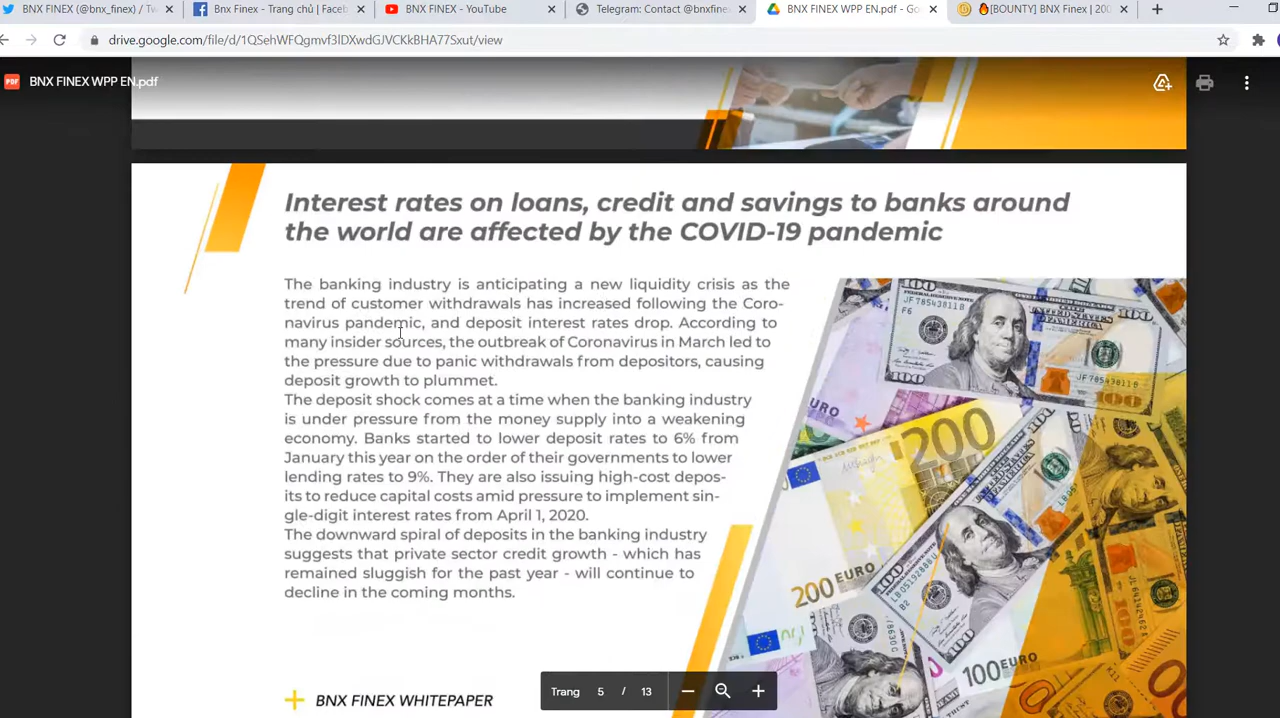 BNX FINEX (@bnx_finex) / Tw
Bnx Finex - Trang chủ | Faceb
BNX FINEX - YouTube
Telegram: Contact @bnxfinex
BNX FINEX WPP EN.pdf - Go
[BOUNTY] BNX Finex | 200
drive.google.com/file/d/1QSehWFQgmvf3lDXwdGJVCKkBHA77Sxut/view
PDF BNX FINEX WPP EN.pdf
Interest rates on loans, credit and savings to banks around
the world are affected by the COVID-19 pandemic
The banking industry is anticipating a new liquidity crisis as the
trend of customer withdrawals has increased following the Coro-
navirus pandemic, and deposit interest rates drop. According to
many insider sources, the outbreak of Coronavirus in March led to
the pressure due to panic withdrawals from depositors, causing
deposit growth to plummet.
The deposit shock comes at a time when the banking industry
is under pressure from the money supply into a weakening
economy. Banks started to lower deposit rates to 6% from
January this year on the order of their governments to lower
lending rates to 9%. They are also issuing high-cost depos-
its to reduce capital costs amid pressure to implement sin-
gle-digit interest rates from April 1, 2020.
The downward spiral of deposits in the banking industry
suggests that private sector credit growth - which has
remained sluggish for the past year - will continue to
decline in the coming months.
100
F6
200
200 EURO
100 EURO
BNX FINEX WHITEPAPER
Trang 5 / 13